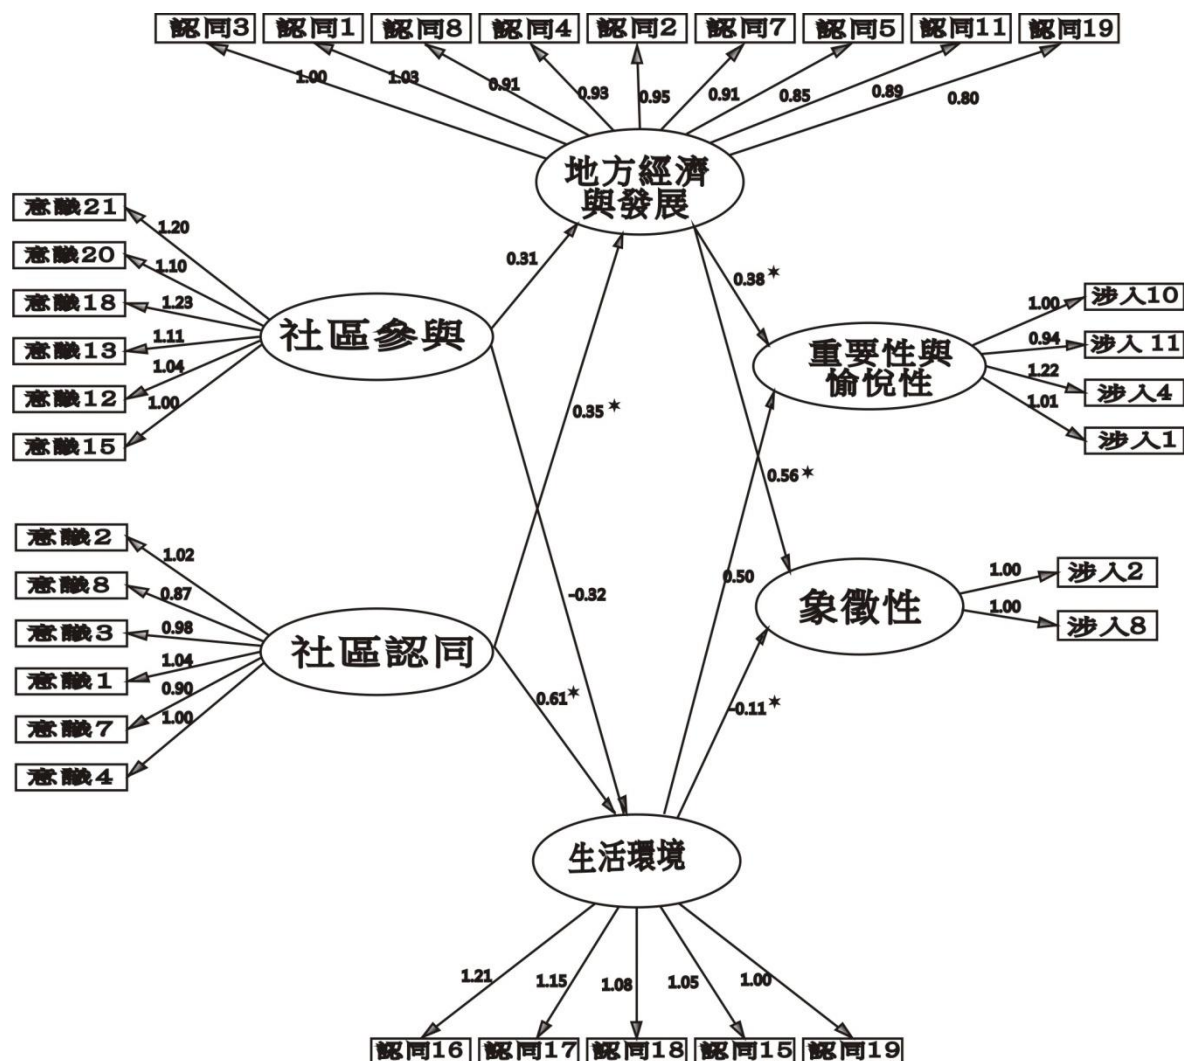 認同3 認同1 認同8 認同4 認同2 認同7 認同5 認同11 認同19
1.00 1.03 0.91 0.93 0.95 0.91 0.85 0.89 0.80
地方經濟
與發展
意識21
1.20
意識20
1.10
意識18
1.23
意識13
1.11
意識12
1.04
意識15
1.00
社區參與
0.31
0.38*
0.35*
重要性與
愉悅性
1.00
涉入10
0.94
涉入11
1.22
涉入4
1.01
涉入1
0.56*
意識2
1.02
意識8
0.87
意識3
0.98
意識1
1.04
意識7
0.90
意識4
1.00
社區認同
-0.32
0.50
0.61*
-0.11*
象徵性
1.00
涉入2
1.00
涉入8
生活環境
1.21 1.15 1.08 1.05 1.00
認同16 認同17 認同18 認同15 認同19